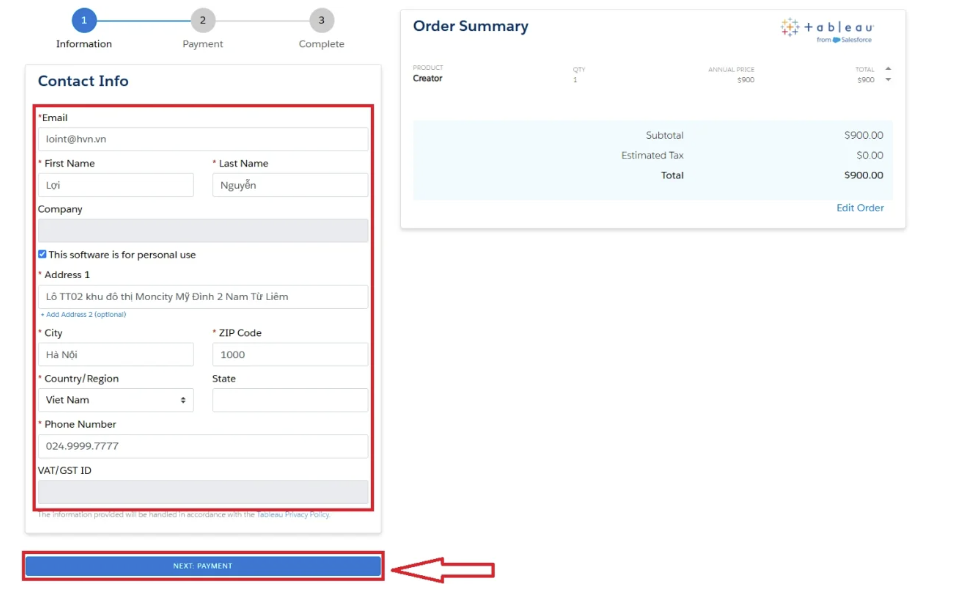 1 2 3
Information Payment Complete
Contact Info
*Email
loint@hvn.vn
* First Name * Last Name
Lợi Nguyễn
Company
This software is for personal use
* Address 1
Lô TT02 khu đô thị Moncity Mỹ Đình 2 Nam Từ Liêm
+ Add Address 2 (optional)
* City * ZIP Code
Hà Nội 1000
* Country/Region State
Viet Nam
* Phone Number
024.9999.7777
VAT/GST ID
The information provided will be handled in accordance with the Tableau Privacy Policy.
NEXT: PAYMENT
Order Summary
+ableau
from Salesforce
PRODUCT QTY ANNUAL PRICE TOTAL
Creator 1 $900 $900
Subtotal $900.00
Estimated Tax $0.00
Total $900.00
Edit Order